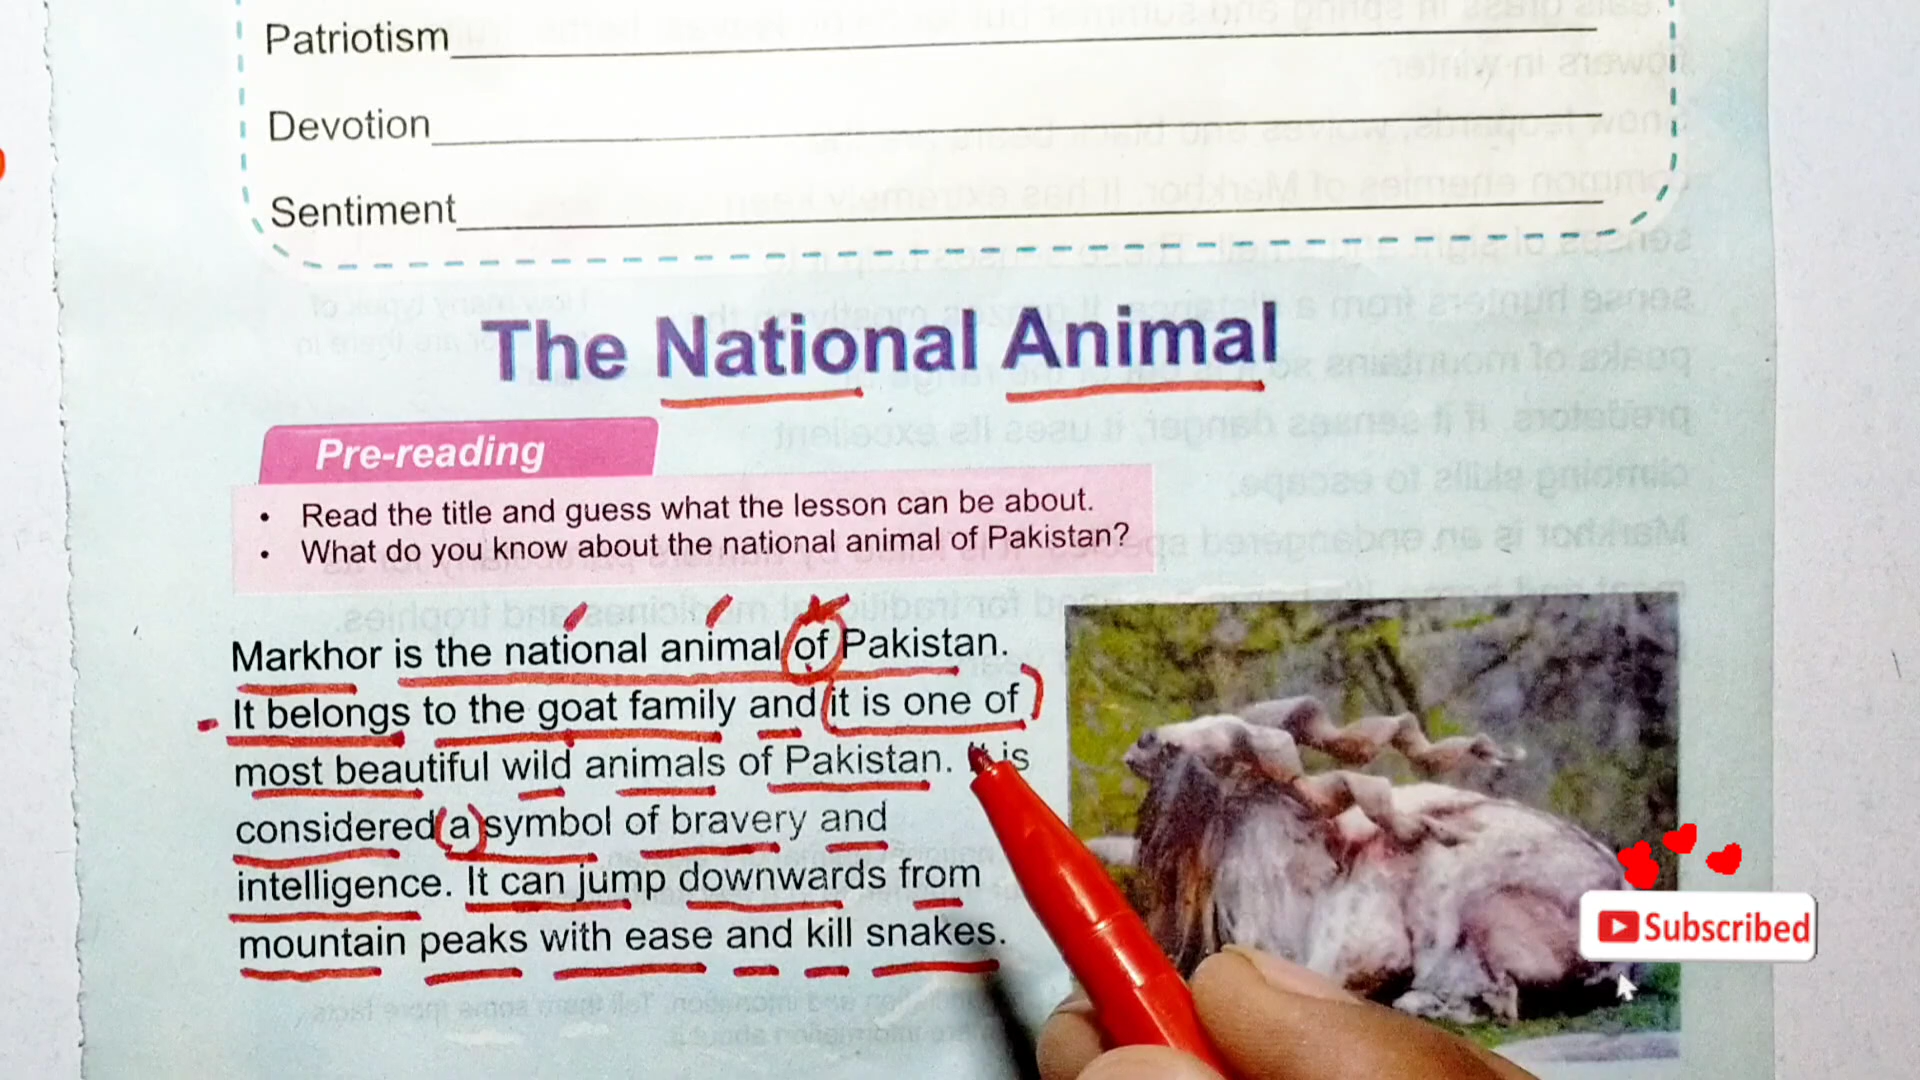 Patriotism
Devotion
Sentiment
The National Animal
Pre-reading
• Read the title and guess what the lesson can be about.
• What do you know about the national animal of Pakistan?
Markhor is the national animal of Pakistan.
It belongs to the goat family and it is one of
most beautiful wild animals of Pakistan. It is
considered a symbol of bravery and
intelligence. It can jump downwards from
mountain peaks with ease and kill snakes.
Subscribed